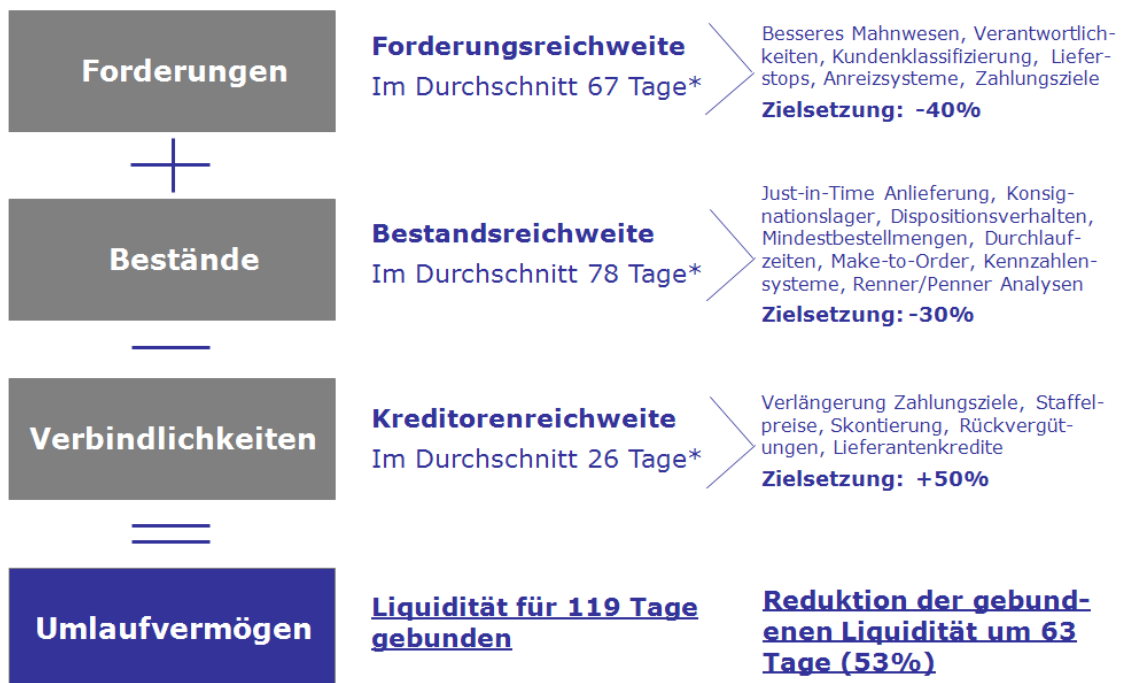 Forderungen
Forderungsreichweite
Im Durchschnitt 67 Tage*
Besseres Mahnwesen, Verantwortlich-
keiten, Kundenklassifizierung, Liefer-
stops, Anreizsysteme, Zahlungsziele
Zielsetzung: -40%
+
Bestände
Bestandsreichweite
Im Durchschnitt 78 Tage*
Just-in-Time Anlieferung, Konsig-
nationslager, Dispositionsverhalten,
Mindestbestellmengen, Durchlauf-
zeiten, Make-to-Order, Kennzahlen-
systeme, Renner/Penner Analysen
Zielsetzung: -30%
—
Verbindlichkeiten
Kreditorenreichweite
Im Durchschnitt 26 Tage*
Verlängerung Zahlungsziele, Staffel-
preise, Skontierung, Rückvergüt-
ungen, Lieferantenkredite
Zielsetzung: +50%
=
Umlaufvermögen
Liquidität für 119 Tage
gebunden
Reduktion der gebund-
enen Liquidität um 63
Tage (53%)